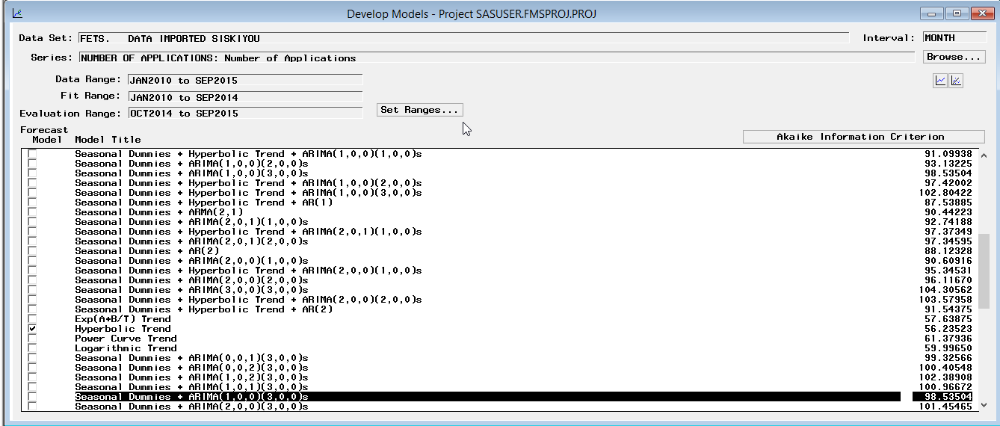 Develop Models - Project SASUSER.FMSPROJ.PROJ
Data Set: FETS. DATA IMPORTED SISKIYOU Interval: MONTH
Series: NUMBER OF APPLICATIONS: Number of Applications Browse...
Data Range: JAN2010 to SEP2015
Fit Range: JAN2010 to SEP2014
Evaluation Range: OCT2014 to SEP2015 Set Ranges...
Forecast
Model Model Title Akaike Information Criterion
Seasonal Dummies + Hyperbolic Trend + ARIMA(1,0,0)(1,0,0)s 91.09938
Seasonal Dummies + ARIMA(1,0,0)(2,0,0)s 93.13225
Seasonal Dummies + ARIMA(1,0,0)(3,0,0)s 98.53504
Seasonal Dummies + Hyperbolic Trend + ARIMA(1,0,0)(2,0,0)s 97.42002
Seasonal Dummies + Hyperbolic Trend + ARIMA(1,0,0)(3,0,0)s 102.80422
Seasonal Dummies + Hyperbolic Trend + AR(1) 87.53885
Seasonal Dummies + ARMA(2,1) 90.44223
Seasonal Dummies + ARIMA(2,0,1)(1,0,0)s 92.74188
Seasonal Dummies + Hyperbolic Trend + ARIMA(2,0,1)(1,0,0)s 97.37349
Seasonal Dummies + ARIMA(2,0,1)(2,0,0)s 97.34595
Seasonal Dummies + AR(2) 88.12328
Seasonal Dummies + ARIMA(2,0,0)(1,0,0)s 90.60916
Seasonal Dummies + Hyperbolic Trend + ARIMA(2,0,0)(1,0,0)s 95.34531
Seasonal Dummies + ARIMA(2,0,0)(2,0,0)s 96.11670
Seasonal Dummies + ARIMA(3,0,0)(3,0,0)s 104.30562
Seasonal Dummies + Hyperbolic Trend + ARIMA(2,0,0)(2,0,0)s 103.57958
Seasonal Dummies + Hyperbolic Trend + AR(2) 91.54375
Exp(A+B/T) Trend 57.63875
Hyperbolic Trend 56.23523
Power Curve Trend 61.37936
Logarithmic Trend 59.99650
Seasonal Dummies + ARIMA(0,0,1)(3,0,0)s 99.32566
Seasonal Dummies + ARIMA(0,0,2)(3,0,0)s 100.40548
Seasonal Dummies + ARIMA(1,0,2)(3,0,0)s 102.38908
Seasonal Dummies + ARIMA(1,0,1)(3,0,0)s 100.96672
Seasonal Dummies + ARIMA(1,0,0)(3,0,0)s 98.53504
Seasonal Dummies + ARIMA(2,0,0)(3,0,0)s 101.45465